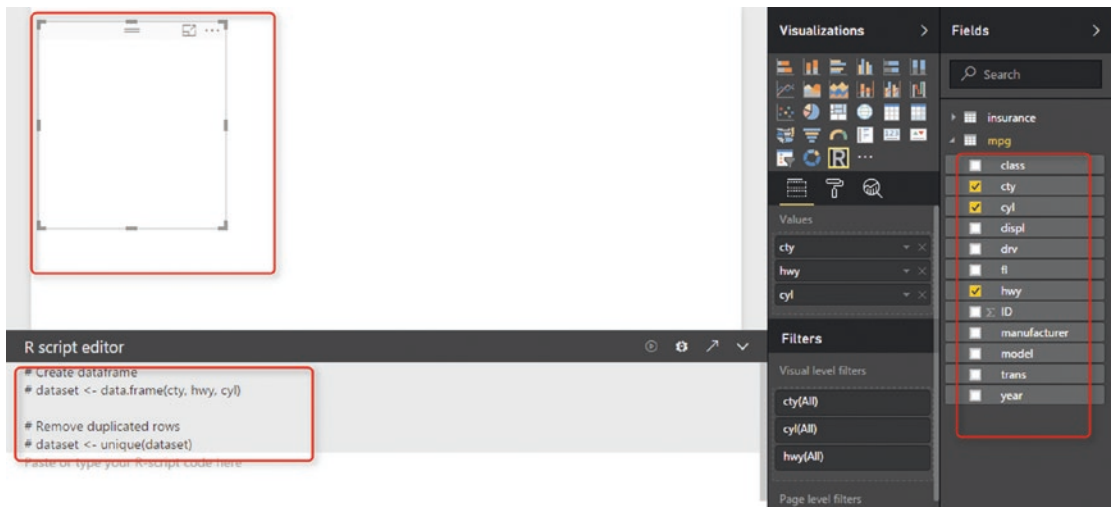 Visualizations
Fields
Search
insurance
mpg
class
cty
cyl
displ
drv
fl
hwy
Σ ID
manufacturer
model
trans
year
R
Values
cty
hwy
cyl
Filters
Visual level filters
cty(All)
cyl(All)
hwy(All)
Page level filters
R script editor
# Create dataframe
# dataset <- data.frame(cty, hwy, cyl)
# Remove duplicated rows
# dataset <- unique(dataset)
Paste or type your R-script code here